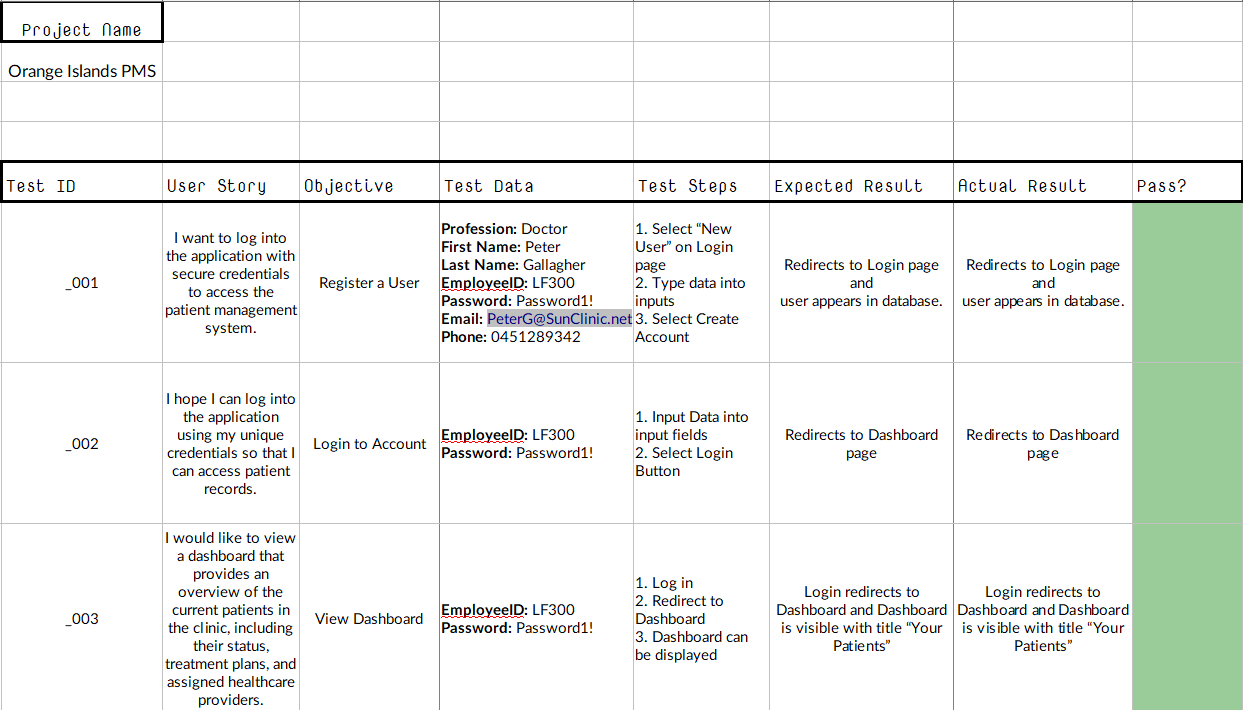 Project Name
Orange Islands PMS
Test ID
User Story
Objective
Test Data
Test Steps
Expected Result
Actual Result
Pass?
_001
I want to log into
the application with
secure credentials
to access the
patient management
system.
Register a User
Profession: Doctor
First Name: Peter
Last Name: Gallagher
EmployeeID: LF300
Password: Password1!
Email: PeterG@SunClinic.net
Phone: 0451289342
1. Select “New
User” on Login
page
2. Type data into
inputs
3. Select Create
Account
Redirects to Login page
and
user appears in database.
Redirects to Login page
and
user appears in database.
_002
I hope I can log into
the application
using my unique
credentials so that I
can access patient
records.
Login to Account
EmployeeID: LF300
Password: Password1!
1. Input Data into
input fields
2. Select Login
Button
Redirects to Dashboard
page
Redirects to Dashboard
page
_003
I would like to view
a dashboard that
provides an
overview of the
current patients in
the clinic, including
their status,
treatment plans, and
assigned healthcare
providers.
View Dashboard
EmployeeID: LF300
Password: Password1!
1. Log in
2. Redirect to
Dashboard
3. Dashboard can
be displayed
Login redirects to
Dashboard and Dashboard
is visible with title “Your
Patients”
Login redirects to
Dashboard and Dashboard
is visible with title “Your
Patients”